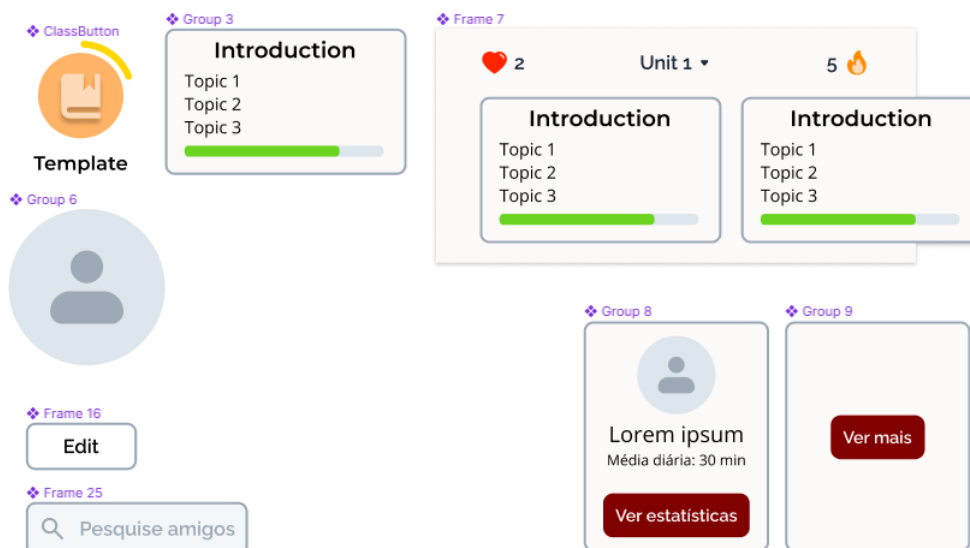 ClassButton
Template
Group 3
Introduction
Topic 1
Topic 2
Topic 3
Frame 7
2
Unit 1
5
Introduction
Topic 1
Topic 2
Topic 3
Introduction
Topic 1
Topic 2
Topic 3
Group 6
Group 8
Lorem ipsum
Média diária: 30 min
Ver estatísticas
Group 9
Ver mais
Frame 16
Edit
Frame 25
Pesquise amigos